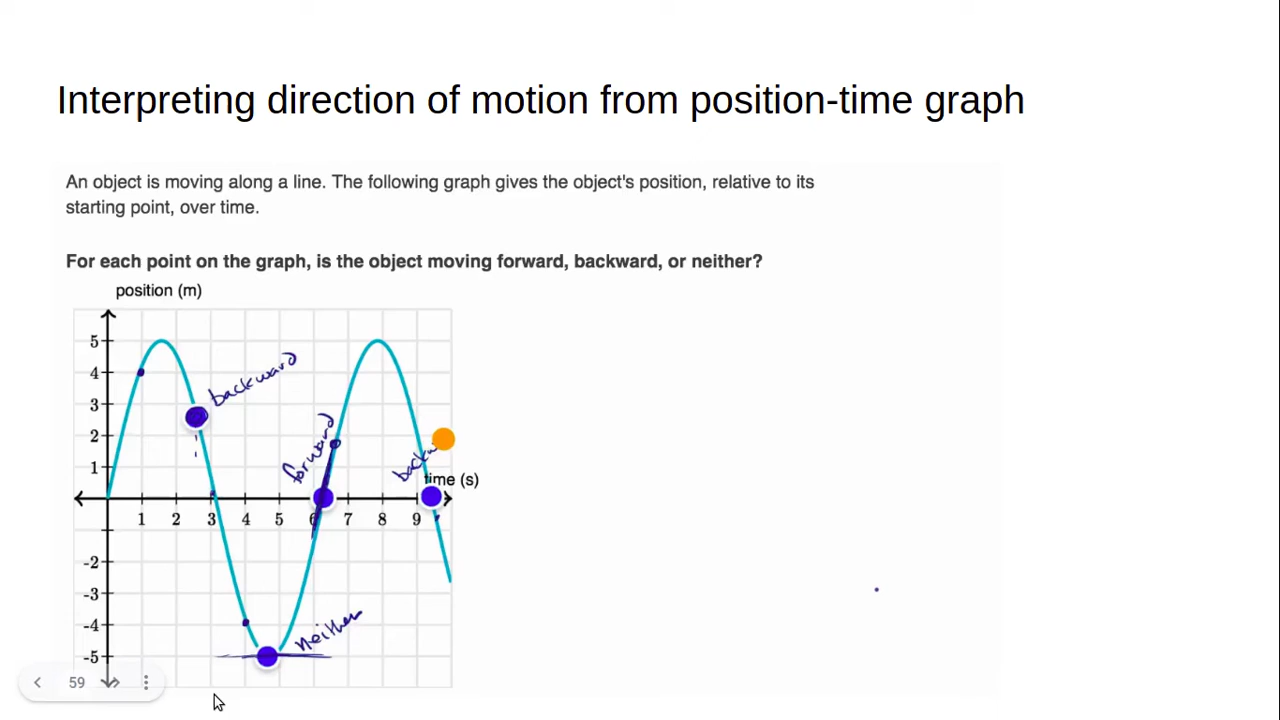 Interpreting direction of motion from position-time graph
An object is moving along a line. The following graph gives the object's position, relative to its
starting point, over time.
For each point on the graph, is the object moving forward, backward, or neither?
position (m)
5
4
3
2
1
backward
forward
time (s)
1 2 3 4 5 6 7 8 9
-2
-3
-4
-5
neither
59